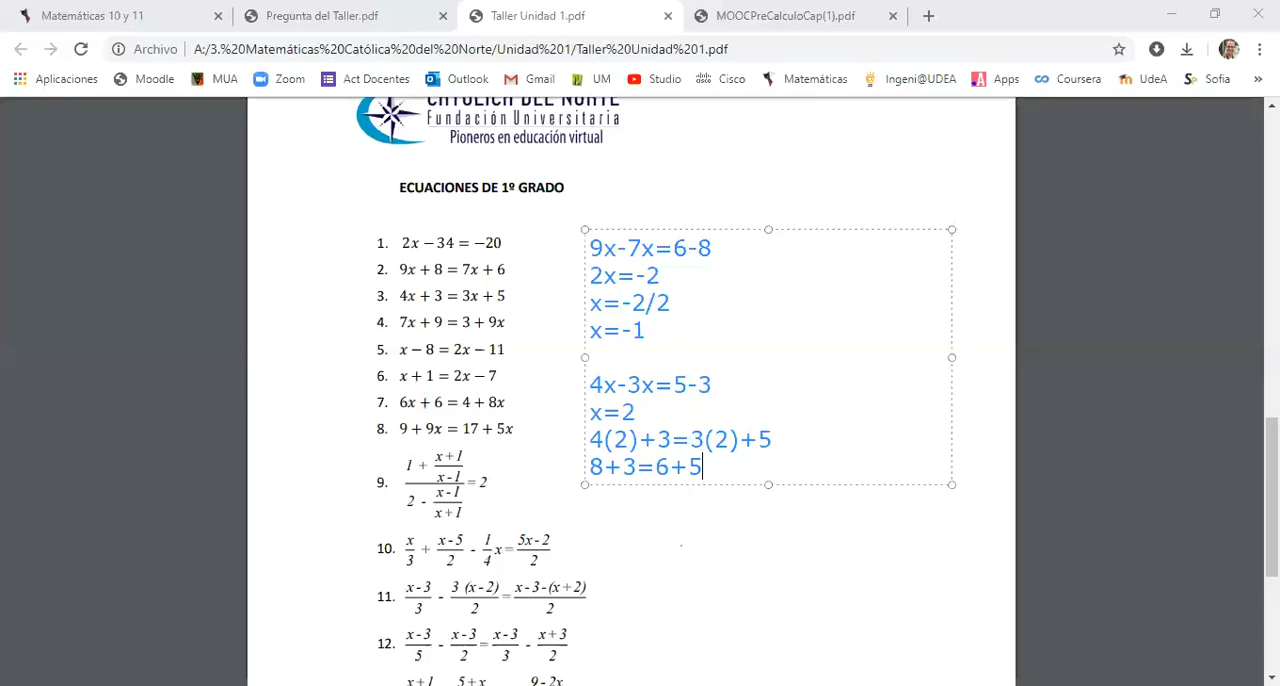 Matemáticas 10 y 11
Pregunta del Taller.pdf
Taller Unidad 1.pdf
MOOCPreCalculoCap(1).pdf
Archivo A:/3.%20Matemáticas%20Católica%20del%20Norte/Unidad%201/Taller%20Unidad%201.pdf
Aplicaciones Moodle MUA Zoom Act Docentes Outlook Gmail UM Studio Cisco Matemáticas Ingeni@UDEA Apps Coursera UdeA Sofia »
CATÓLICA DEL NORTE
Fundación Universitaria
Pioneros en educación virtual
ECUACIONES DE 1º GRADO
1. 2x − 34 = −20
2. 9x + 8 = 7x + 6
3. 4x + 3 = 3x + 5
4. 7x + 9 = 3 + 9x
5. x − 8 = 2x − 11
6. x + 1 = 2x − 7
7. 6x + 6 = 4 + 8x
8. 9 + 9x = 17 + 5x
9. (1 + (x+1)/(x-1)) / (2 - (x-1)/(x+1)) = 2
10. x/3 + (x-5)/2 - 1/4 x = (5x-2)/2
11. (x-3)/3 - 3(x-2)/2 = (x-3-(x+2))/2
12. (x-3)/5 - (x-3)/2 = (x-3)/3 - (x+3)/2
x+1 5+x 9-2x
9x-7x=6-8
2x=-2
x=-2/2
x=-1
4x-3x=5-3
x=2
4(2)+3=3(2)+5
8+3=6+5